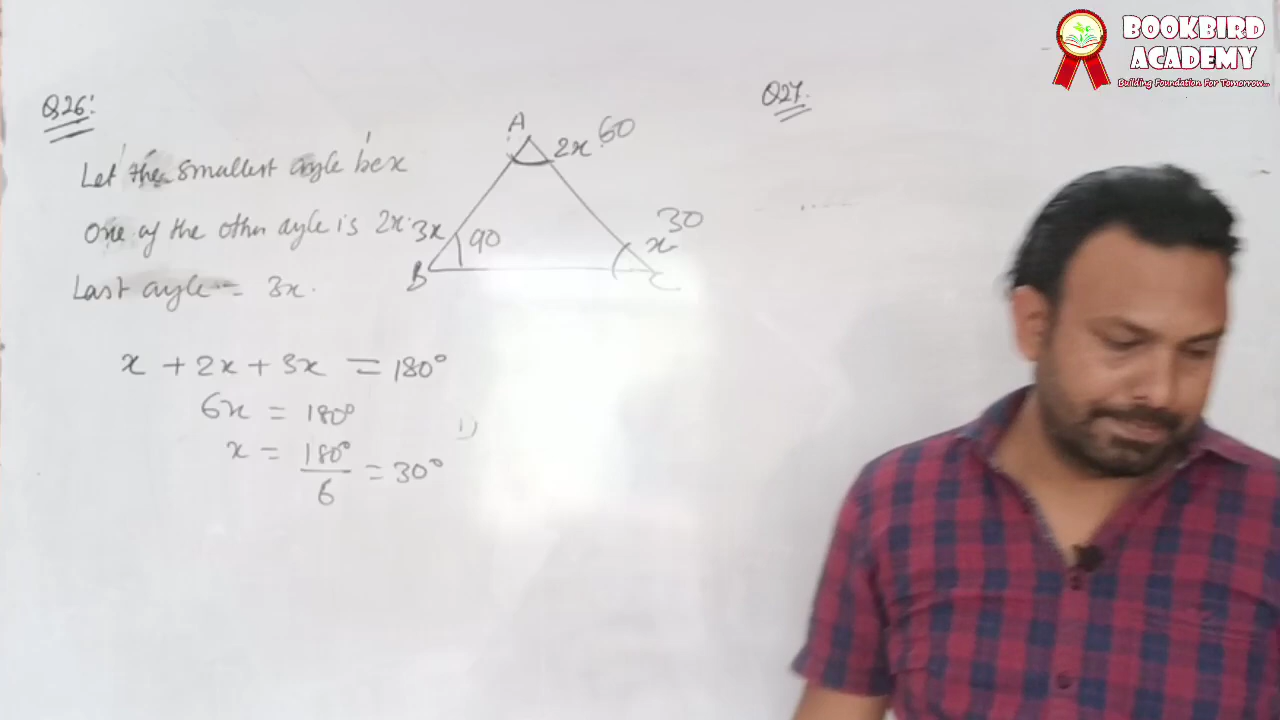 BOOKBIRD
ACADEMY
Building Foundation For Tomorrow...
Q26:
Let the smallest angle be x
One of the other angle is 2x.
Last angle = 3x.
A
2x 60
3x
90
B
x 30
C
x + 2x + 3x = 180°
6x = 180°
x = 180°/6 = 30°
1)
Q27.